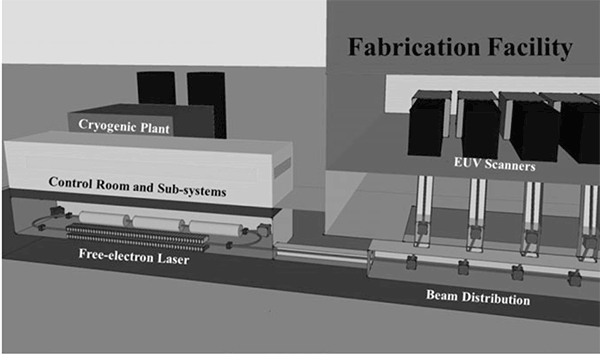 Fabrication Facility
Cryogenic Plant
EUV Scanners
Control Room and Sub-systems
Free-electron Laser
Beam Distribution